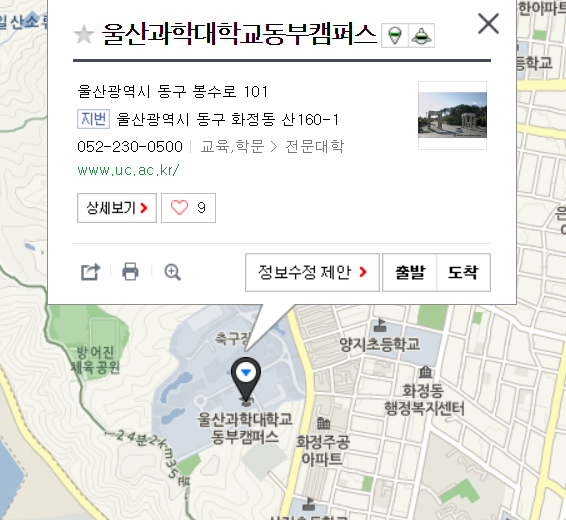 울산과학대학교동부캠퍼스
울산광역시 동구 봉수로 101
지번 울산광역시 동구 화정동 산160-1
052-230-0500 교육,학문 > 전문대학
www.uc.ac.kr/
상세보기 >
9
정보수정 제안 >
출발 도착
일산
한아파트
등학교
축구장
양지초등학교
방어진
체육공원
화정동
행정복지센터
울산과학대학교
동부캠퍼스
화정주공
아파트
24분
2km35